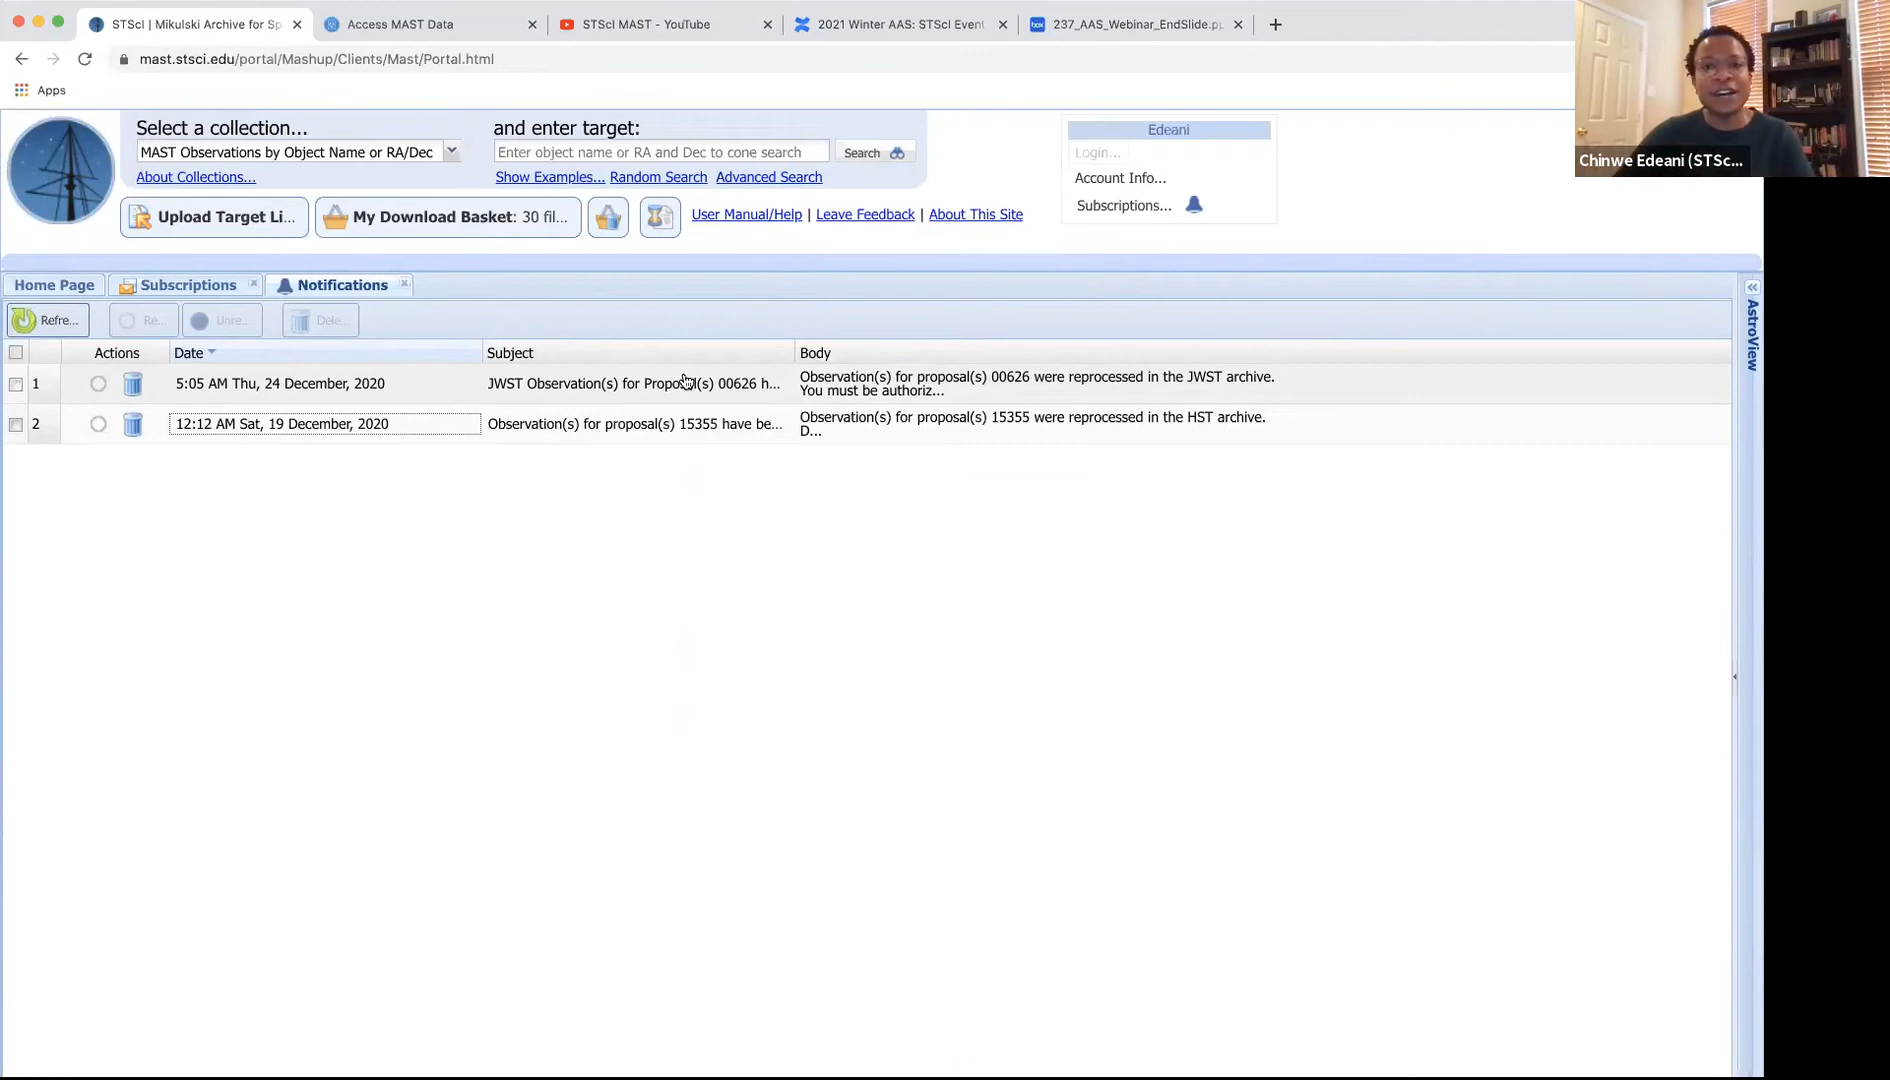 STScI | Mikulski Archive for Sp
Access MAST Data
STScI MAST - YouTube
2021 Winter AAS: STScI Event
237_AAS_Webinar_EndSlide.pp
mast.stsci.edu/portal/Mashup/Clients/Mast/Portal.html
Apps
Chinwe Edeani (STSc...
Select a collection...
and enter target:
Edeani
MAST Observations by Object Name or RA/Dec
Enter object name or RA and Dec to cone search
Search
Login...
About Collections...
Show Examples... Random Search Advanced Search
Account Info...
Subscriptions...
Upload Target Li...
My Download Basket: 30 fil...
User Manual/Help | Leave Feedback | About This Site
Home Page
Subscriptions
Notifications
AstroView
Refre...
Re...
Unre...
Dele...
Actions
Date
Subject
Body
1
5:05 AM Thu, 24 December, 2020
JWST Observation(s) for Proposal(s) 00626 h...
Observation(s) for proposal(s) 00626 were reprocessed in the JWST archive.
You must be authoriz...
2
12:12 AM Sat, 19 December, 2020
Observation(s) for proposal(s) 15355 have be...
Observation(s) for proposal(s) 15355 were reprocessed in the HST archive.
D...